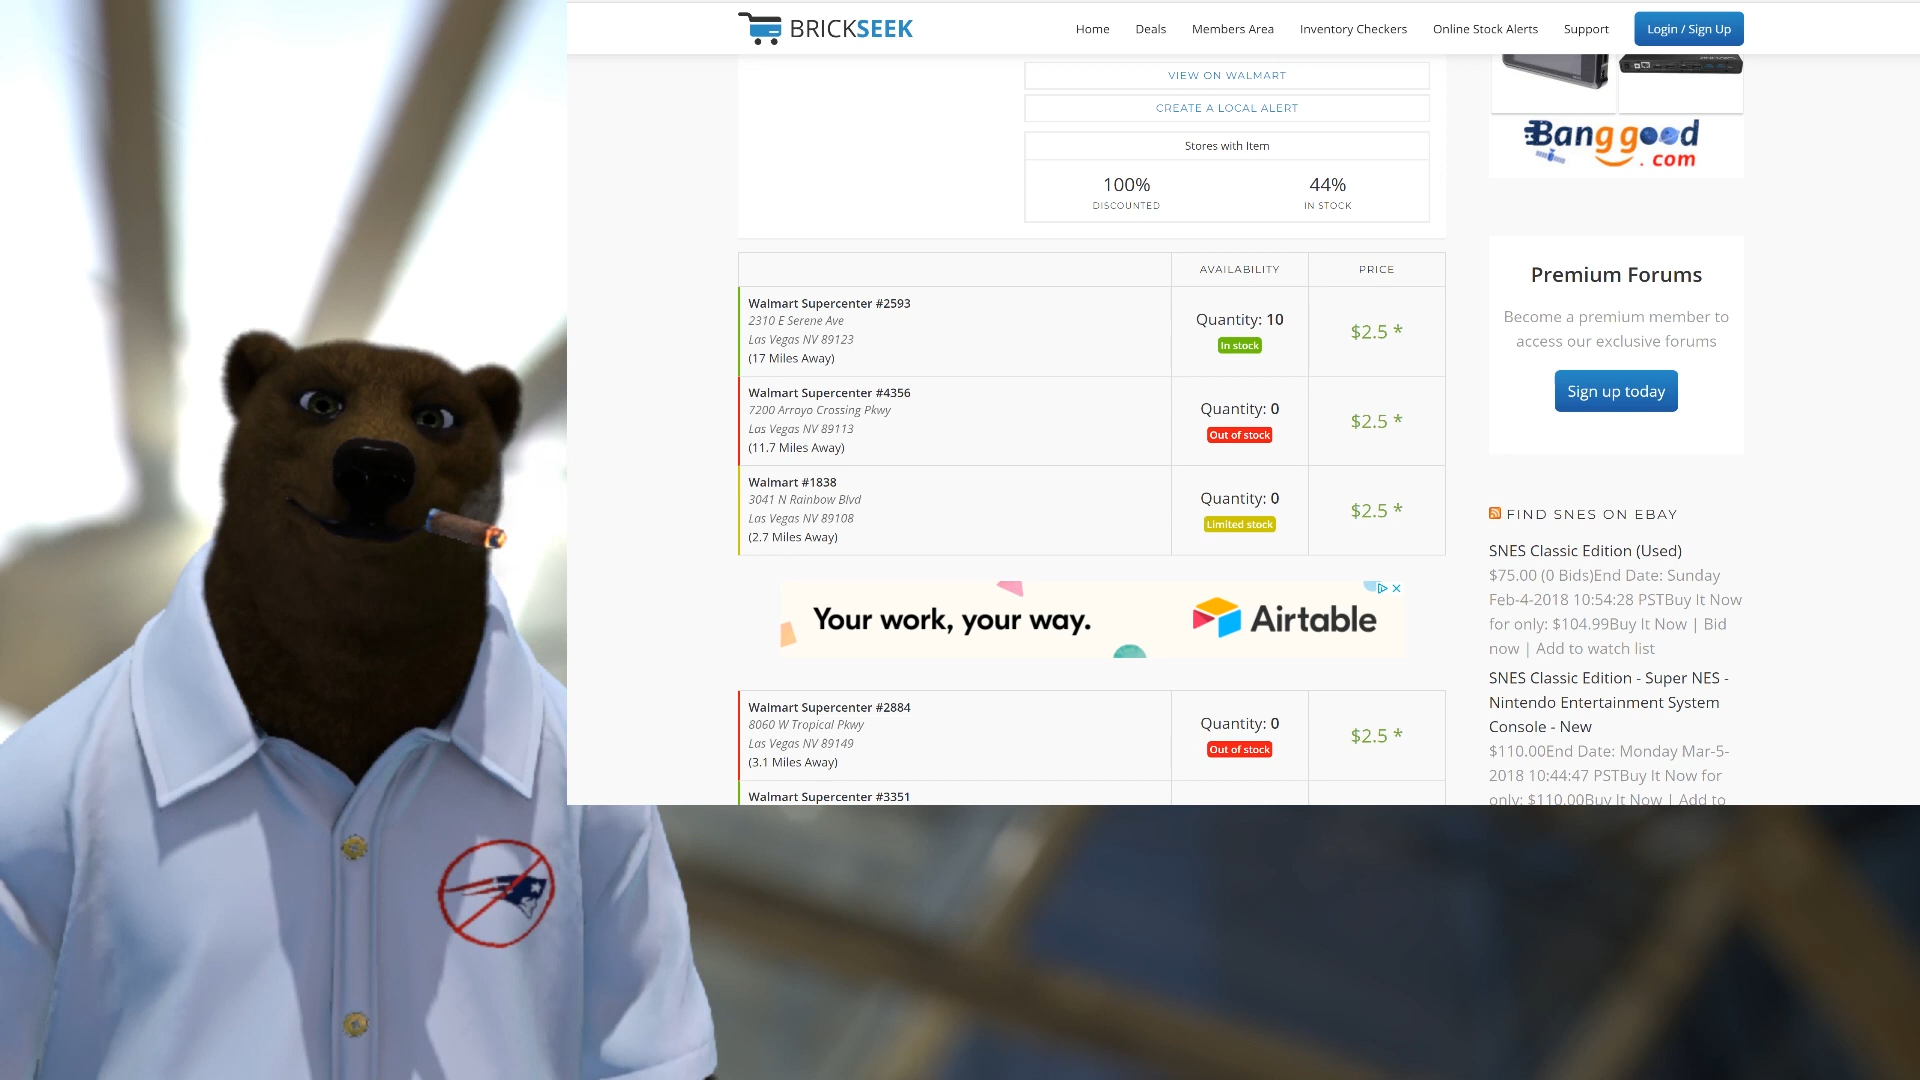 BRICKSEEK
Home
Deals
Members Area
Inventory Checkers
Online Stock Alerts
Support
Login / Sign Up
VIEW ON WALMART
CREATE A LOCAL ALERT
Stores with Item
100%
44%
DISCOUNTED
IN STOCK
AVAILABILITY
PRICE
Walmart Supercenter #2593
2310 E Serene Ave
Las Vegas NV 89123
(17 Miles Away)
Quantity: 10
In stock
$2.5 *
Walmart Supercenter #4356
7200 Arroyo Crossing Pkwy
Las Vegas NV 89113
(11.7 Miles Away)
Quantity: 0
Out of stock
$2.5 *
Walmart #1838
3041 N Rainbow Blvd
Las Vegas NV 89108
(2.7 Miles Away)
Quantity: 0
Limited stock
$2.5 *
Your work, your way.
Airtable
Walmart Supercenter #2884
8060 W Tropical Pkwy
Las Vegas NV 89149
(3.1 Miles Away)
Quantity: 0
Out of stock
$2.5 *
Walmart Supercenter #3351
Banggood
.com
Premium Forums
Become a premium member to
access our exclusive forums
Sign up today
FIND SNES ON EBAY
SNES Classic Edition (Used)
$75.00 (0 Bids)End Date: Sunday
Feb-4-2018 10:54:28 PSTBuy It Now
for only: $104.99Buy It Now | Bid
now | Add to watch list
SNES Classic Edition - Super NES -
Nintendo Entertainment System
Console - New
$110.00End Date: Monday Mar-5-
2018 10:44:47 PSTBuy It Now for
only: $110.00Buy It Now | Add to